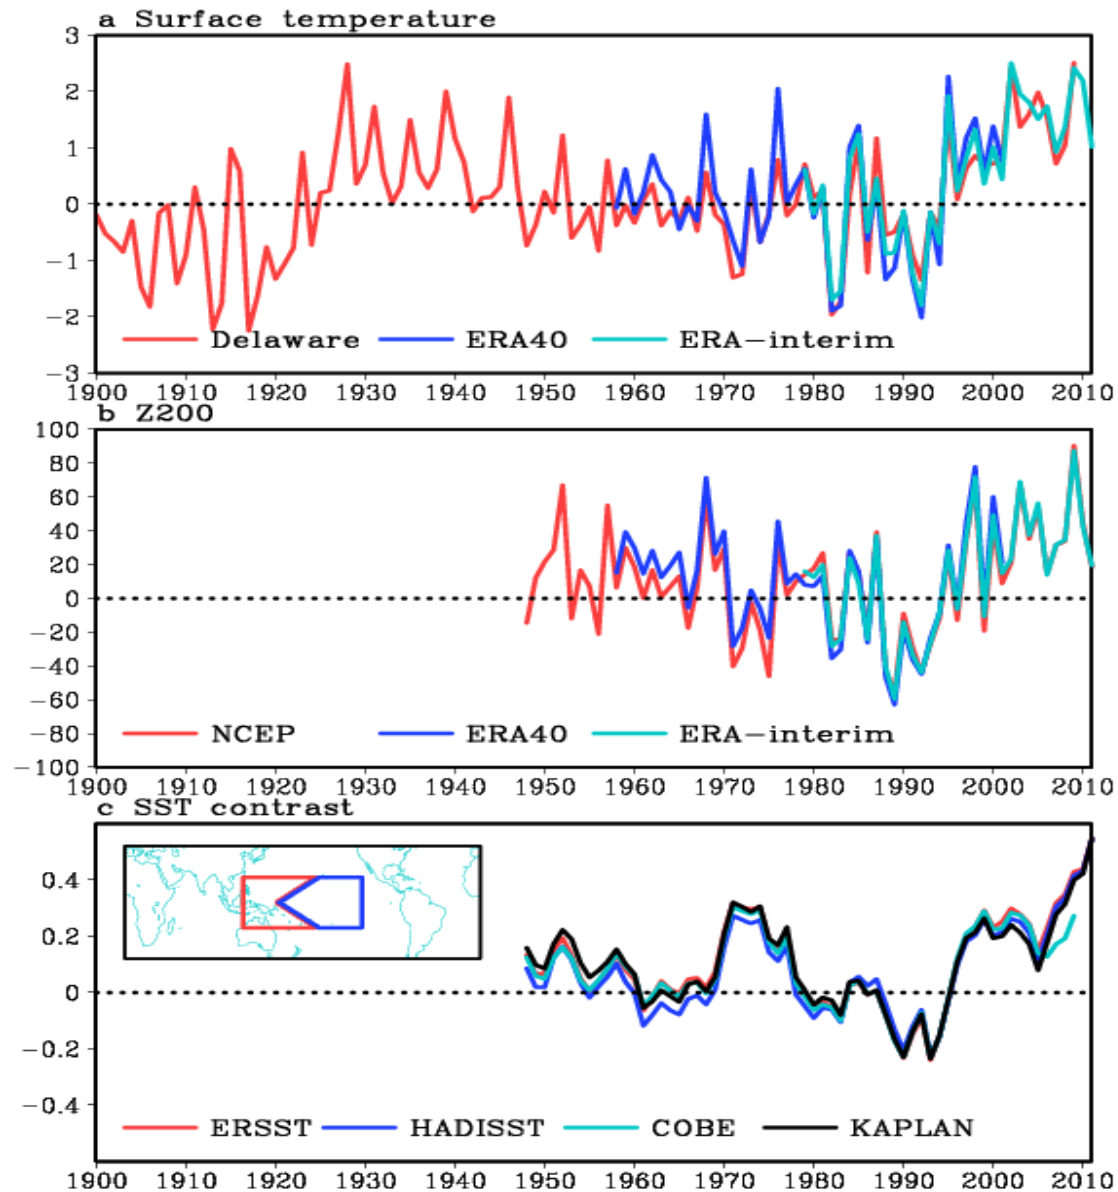 a Surface temperature
3
2
1
0
−1
−2
−3
Delaware ERA40 ERA−interim
1900 1910 1920 1930 1940 1950 1960 1970 1980 1990 2000 2010
b Z200
100
80
60
40
20
0
−20
−40
−60
−80
−100
NCEP ERA40 ERA−interim
1900 1910 1920 1930 1940 1950 1960 1970 1980 1990 2000 2010
c SST contrast
0.4
0.2
0
−0.2
−0.4
ERSST HADISST COBE KAPLAN
1900 1910 1920 1930 1940 1950 1960 1970 1980 1990 2000 2010